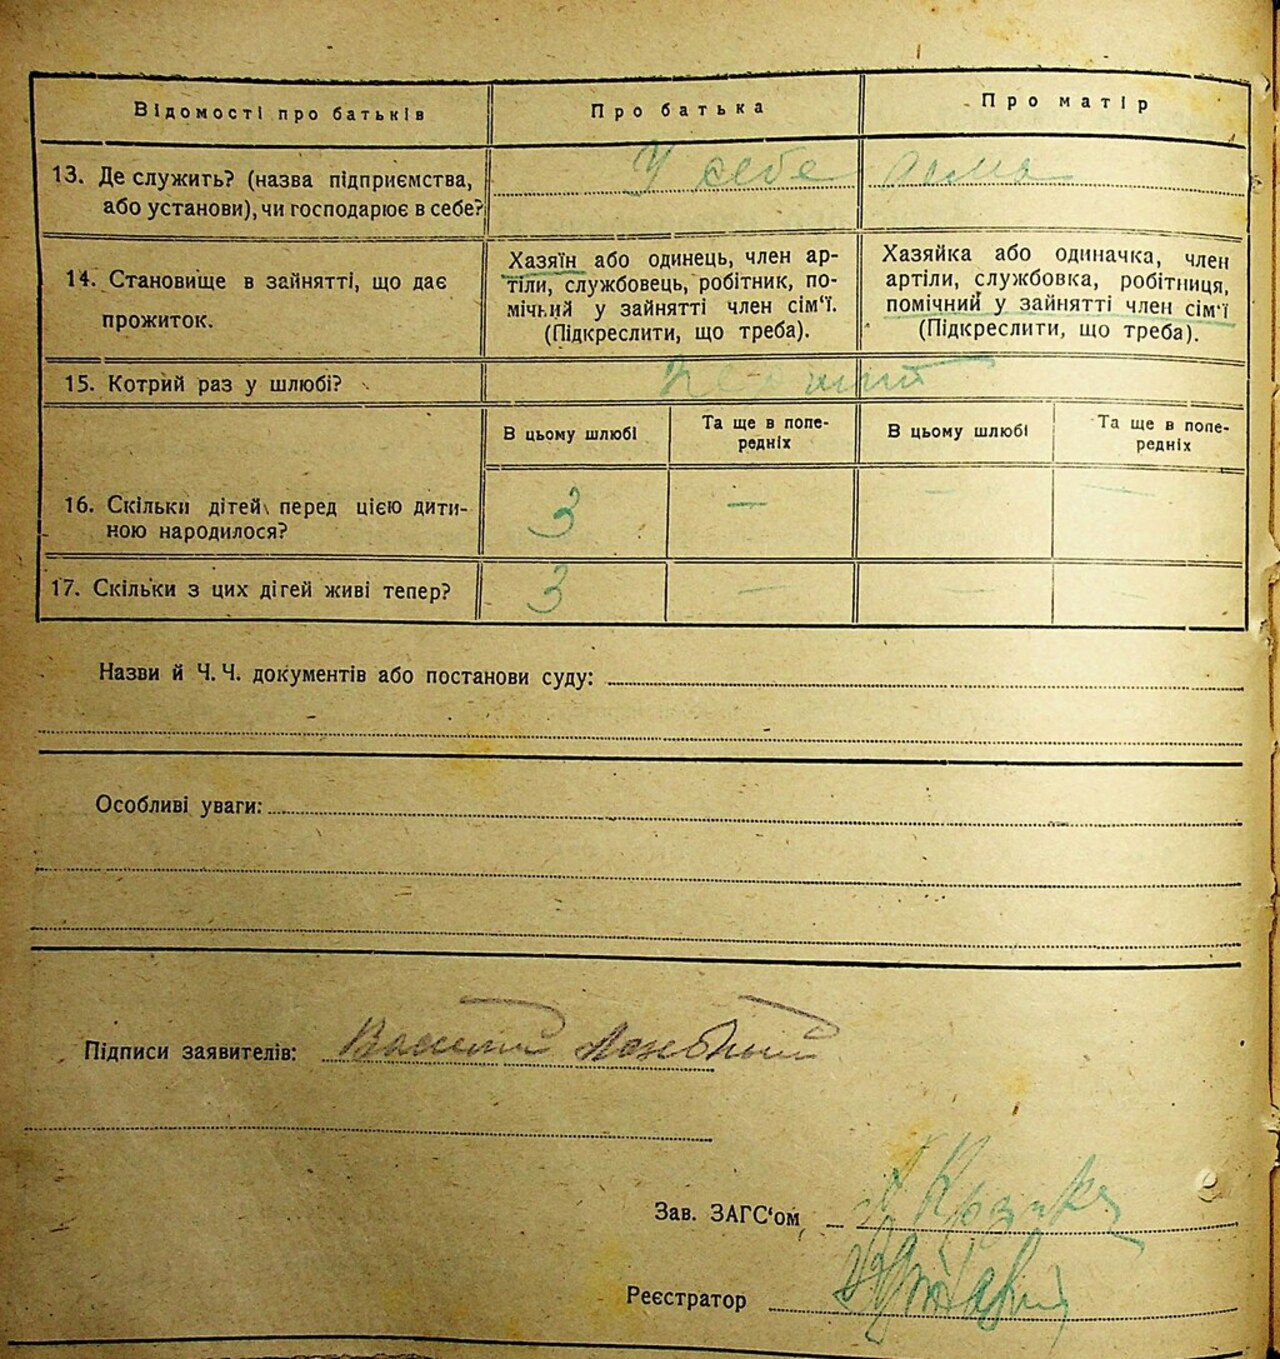 Відомості про батьків
Про батька
Про матір
13. Де служить? (назва підприємства,
або установи), чи господарює в себе?
У себе дома
14. Становище в зайнятті, що дає
прожиток.
Хазяїн або одинець, член ар-
тіли, службовець, робітник, по-
мічний у зайнятті член сім'ї.
(Підкреслити, що треба).
Хазяйка або одиначка, член
артіли, службовка, робітниця,
помічний у зайнятті член сім'ї
(Підкреслити, що треба).
15. Котрий раз у шлюбі?
В цьому шлюбі
Та ще в попе-
редніх
В цьому шлюбі
Та ще в попе-
редніх
16. Скільки дітей перед цією дити-
ною народилося?
3 — — —
17. Скільки з цих дітей живі тепер?
3 — — —
Назви й Ч. Ч. документів або постанови суду:
Особливі уваги:
Підписи заявителів:
Зав. ЗАГС'ом
Реєстратор